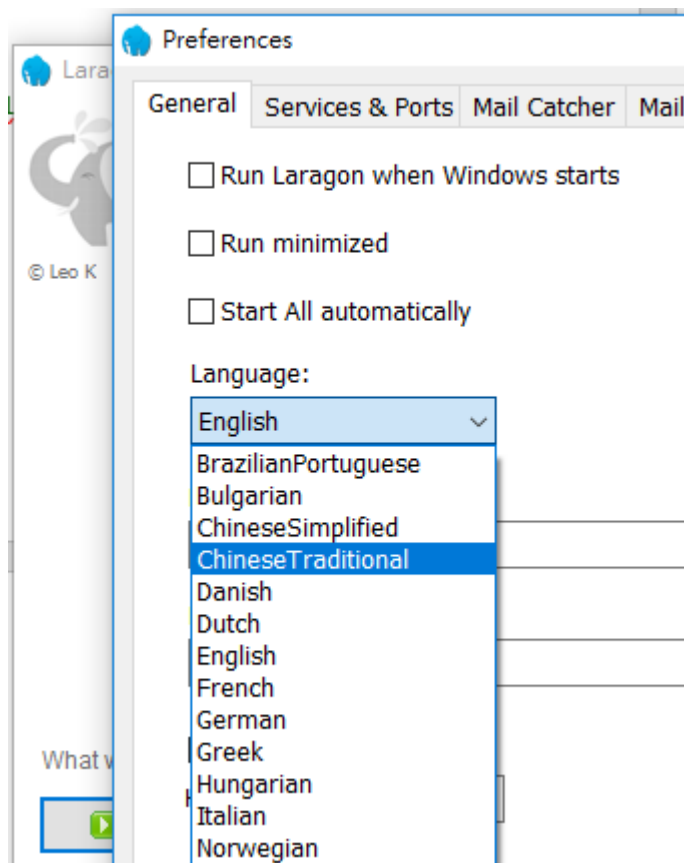 Preferences
Lara
General Services & Ports Mail Catcher Mail
Run Laragon when Windows starts
Run minimized
© Leo K
Start All automatically
Language:
English
BrazilianPortuguese
Bulgarian
ChineseSimplified
ChineseTraditional
Danish
Dutch
English
French
German
Greek
What
Hungarian
Italian
Norwegian